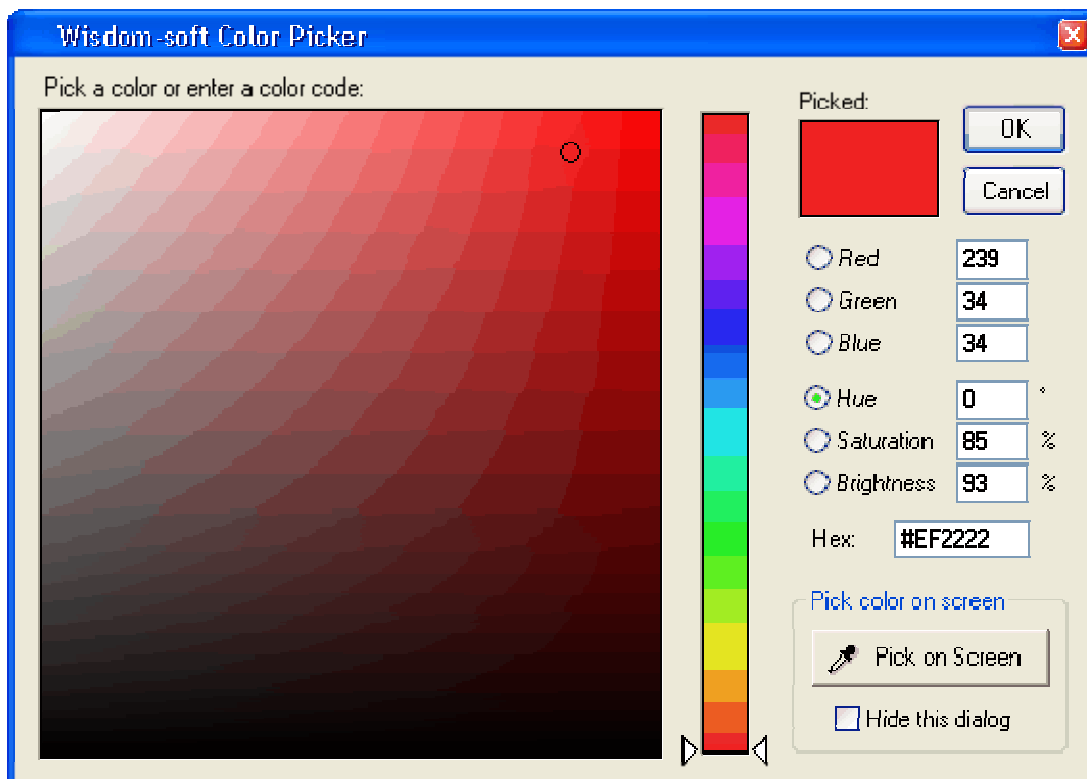 Wisdom-soft Color Picker
Pick a color or enter a color code:
Picked:
OK
Cancel
Red 239
Green 34
Blue 34
Hue 0 °
Saturation 85 %
Brightness 93 %
Hex: #EF2222
Pick color on screen
Pick on Screen
Hide this dialog